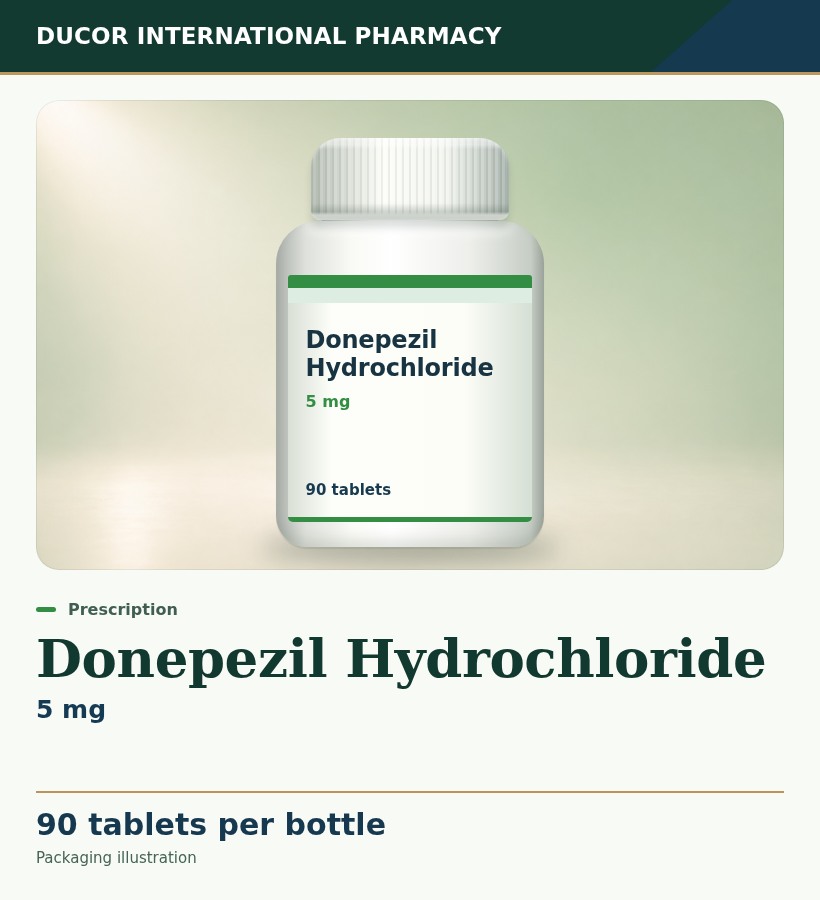 DUCOR INTERNATIONAL PHARMACY
Donepezil
Hydrochloride
5 mg
90 tablets
Prescription
Donepezil Hydrochloride
5 mg
90 tablets per bottle
Packaging illustration